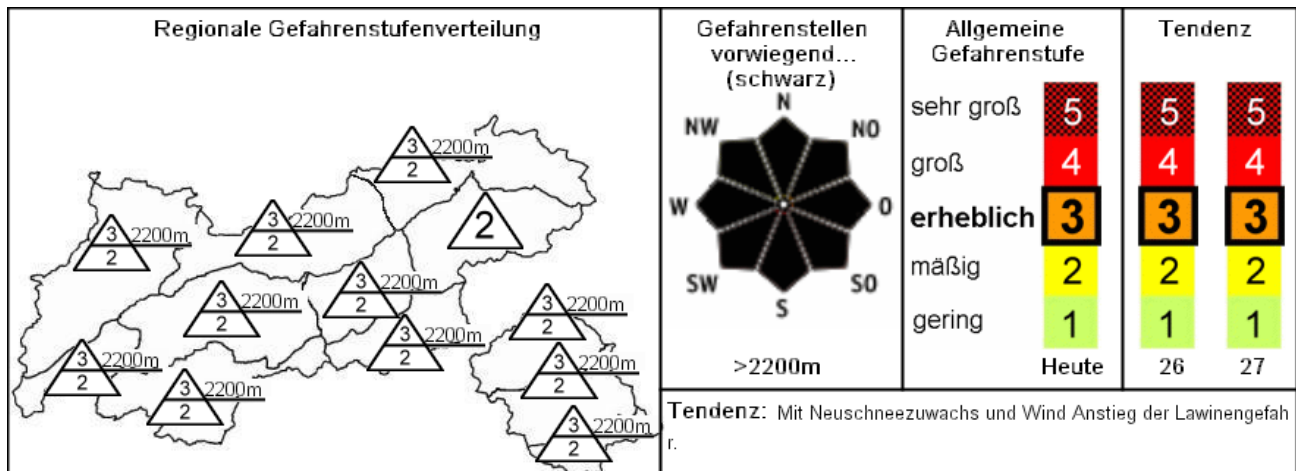 Regionale Gefahrenstufenverteilung
3 2200m
2
2
3 2200m
2
3 2200m
2
3 2200m
2
3 2200m
2
3 2200m
2
3 2200m
2
3 2200m
2
3 2200m
2
3 2200m
2
3 2200m
2
Gefahrenstellen
vorwiegend...
(schwarz)
N
NW NO
W O
SW SO
S
>2200m
Allgemeine
Gefahrenstufe
sehr groß 5
groß 4
erheblich 3
mäßig 2
gering 1
Heute
Tendenz
5 5
4 4
3 3
2 2
1 1
26 27
Tendenz: Mit Neuschneezuwachs und Wind Anstieg der Lawinengefah
r.